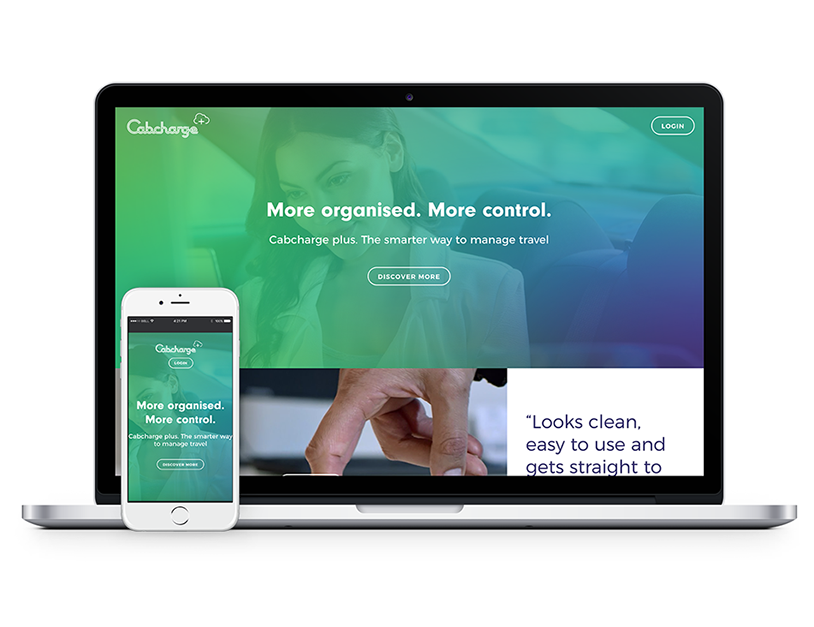 Cabcharge
LOGIN
More organised. More control.
Cabcharge plus. The smarter way to manage travel
DISCOVER MORE
“Looks clean,
easy to use and
gets straight to
4:21 PM
100%
Cabcharge
LOGIN
More organised.
More control.
Cabcharge plus. The smarter way
to manage travel
DISCOVER MORE